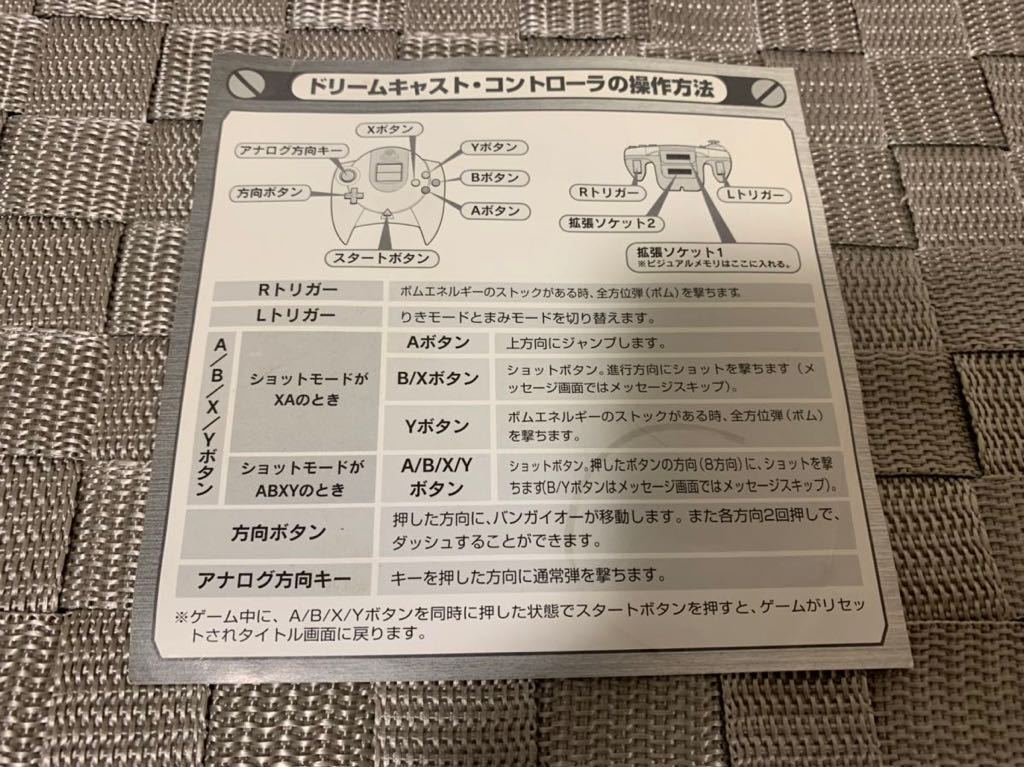 ドリームキャスト・コントローラの操作方法
Xボタン
アナログ方向キー
Yボタン
方向ボタン
Bボタン
Aボタン
スタートボタン
Rトリガー
Lトリガー
拡張ソケット2
拡張ソケット1
※ビジュアルメモリはここに入れる。
Rトリガー
ボムエネルギーのストックがある時、全方位弾(ボム)を撃ちます。
Lトリガー
りきモードとまみモードを切り替えます。
A/B/X/Yボタン
ショットモードが
XAのとき
Aボタン
上方向にジャンプします。
B/Xボタン
ショットボタン。進行方向にショットを撃ちます(メ
ッセージ画面ではメッセージスキップ)。
Yボタン
ボムエネルギーのストックがある時、全方位弾(ボム)
を撃ちます。
ショットモードが
ABXYのとき
A/B/X/Y
ボタン
ショットボタン。押したボタンの方向(8方向)に、ショットを撃
ちます(B/Yボタンはメッセージ画面ではメッセージスキップ)。
方向ボタン
押した方向に、バンガイオーが移動します。また各方向2回押しで、
ダッシュすることができます。
アナログ方向キー
キーを押した方向に通常弾を撃ちます。
※ゲーム中に、A/B/X/Yボタンを同時に押した状態でスタートボタンを押すと、ゲームがリセッ
トされタイトル画面に戻ります。